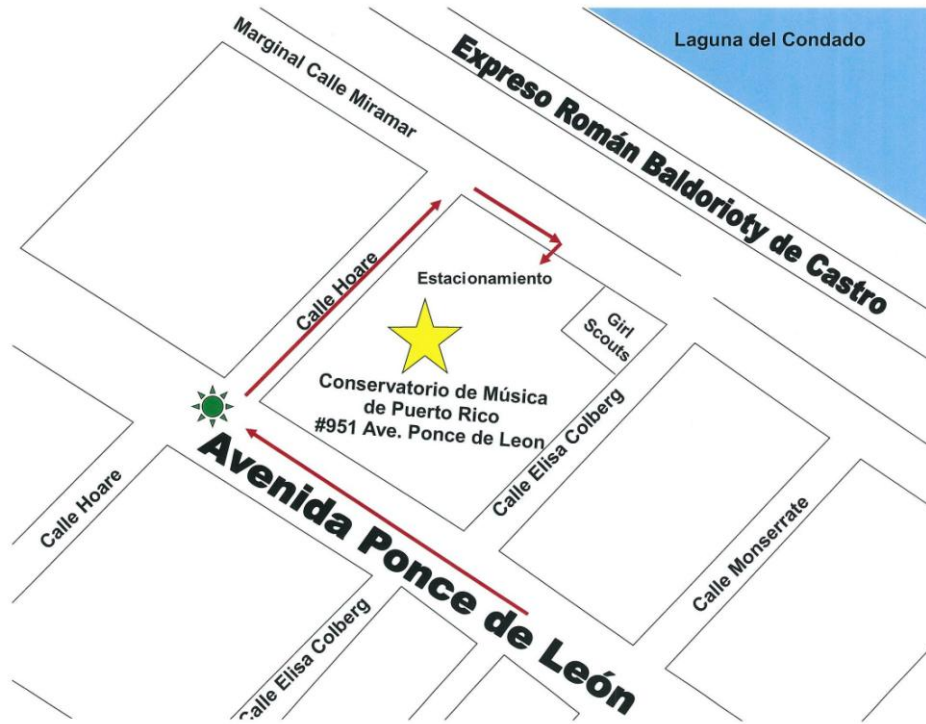 Laguna del Condado
Expreso Román Baldorioty de Castro
Marginal Calle Miramar
Calle Hoare
Estacionamiento
Girl
Scouts
Conservatorio de Música
de Puerto Rico
#951 Ave. Ponce de Leon
Calle Elisa Colberg
Calle Monserrate
Avenida Ponce de León
Calle Hoare
Calle Elisa Colberg